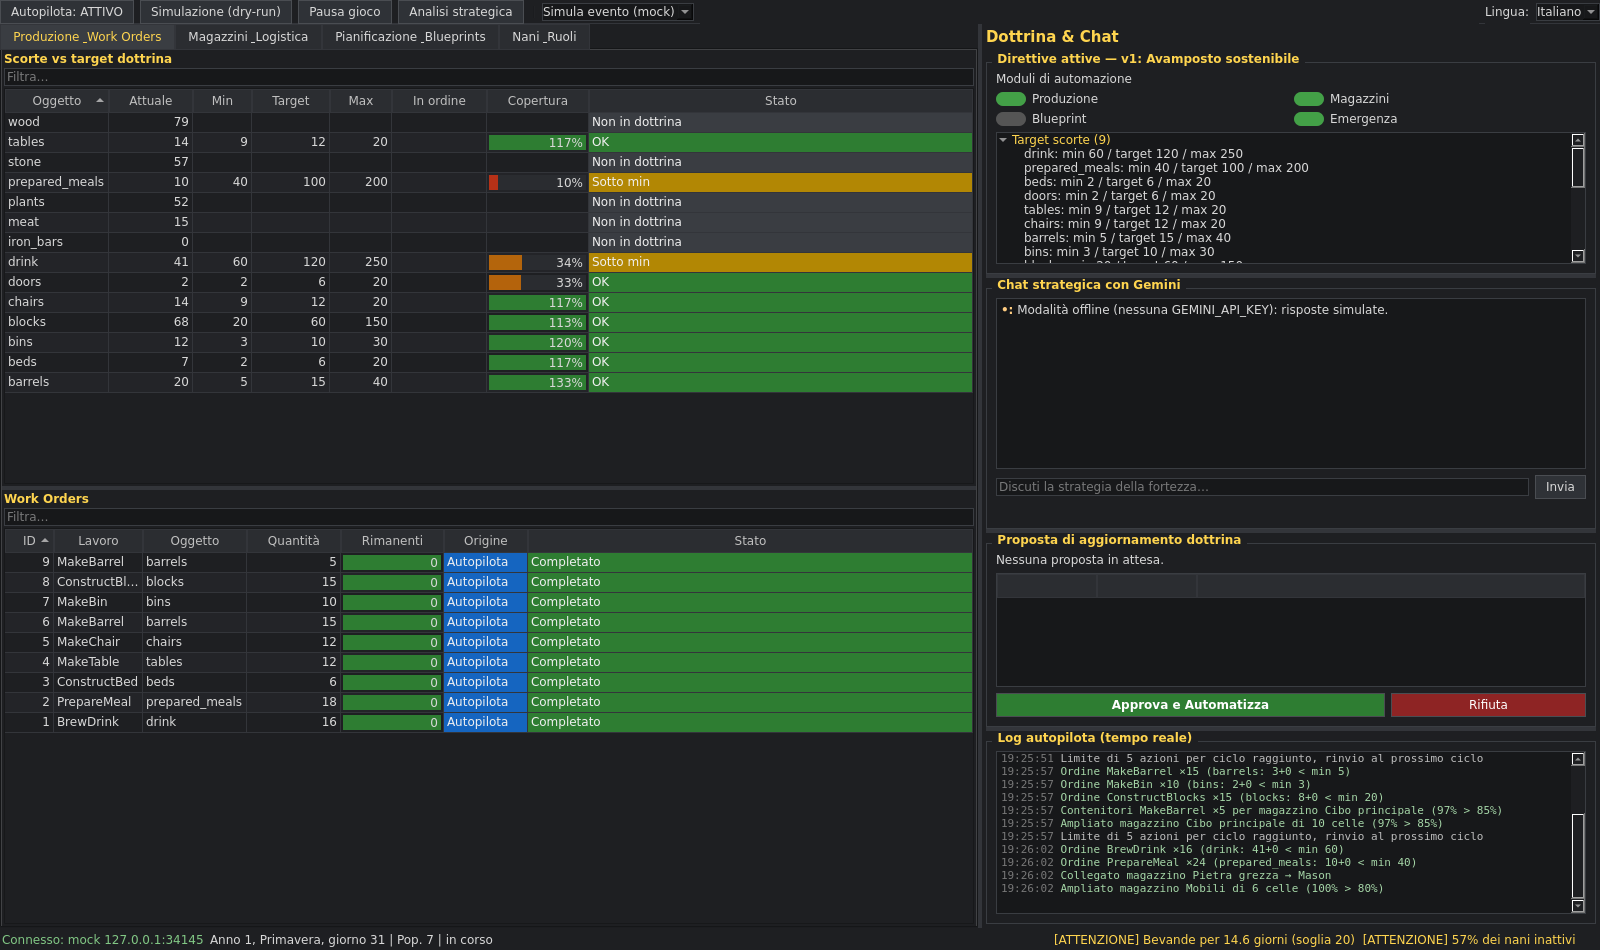 Autopilota: ATTIVO Simulazione (dry-run) Pausa gioco Analisi strategica Simula evento (mock) Lingua: Italiano
Produzione _Work Orders Magazzini _Logistica Pianificazione _Blueprints Nani _Ruoli
Scorte vs target dottrina
Filtra...
Oggetto Attuale Min Target Max In ordine Copertura Stato
wood 79 Non in dottrina
tables 14 9 12 20 117% OK
stone 57 Non in dottrina
prepared_meals 10 40 100 200 10% Sotto min
plants 52 Non in dottrina
meat 15 Non in dottrina
iron_bars 0 Non in dottrina
drink 41 60 120 250 34% Sotto min
doors 2 2 6 20 33% OK
chairs 14 9 12 20 117% OK
blocks 68 20 60 150 113% OK
bins 12 3 10 30 120% OK
beds 7 2 6 20 117% OK
barrels 20 5 15 40 133% OK
Work Orders
Filtra...
ID Lavoro Oggetto Quantità Rimanenti Origine Stato
9 MakeBarrel barrels 5 0 Autopilota Completato
8 ConstructBl... blocks 15 0 Autopilota Completato
7 MakeBin bins 10 0 Autopilota Completato
6 MakeBarrel barrels 15 0 Autopilota Completato
5 MakeChair chairs 12 0 Autopilota Completato
4 MakeTable tables 12 0 Autopilota Completato
3 ConstructBed beds 6 0 Autopilota Completato
2 PrepareMeal prepared_meals 18 0 Autopilota Completato
1 BrewDrink drink 16 0 Autopilota Completato
Dottrina & Chat
Direttive attive — v1: Avamposto sostenibile
Moduli di automazione
Produzione Magazzini
Blueprint Emergenza
Target scorte (9)
drink: min 60 / target 120 / max 250
prepared_meals: min 40 / target 100 / max 200
beds: min 2 / target 6 / max 20
doors: min 2 / target 6 / max 20
tables: min 9 / target 12 / max 20
chairs: min 9 / target 12 / max 20
barrels: min 5 / target 15 / max 40
bins: min 3 / target 10 / max 30
Chat strategica con Gemini
•: Modalità offline (nessuna GEMINI_API_KEY): risposte simulate.
Discuti la strategia della fortezza... Invia
Proposta di aggiornamento dottrina
Nessuna proposta in attesa.
Approva e Automatizza Rifiuta
Log autopilota (tempo reale)
19:25:51 Limite di 5 azioni per ciclo raggiunto, rinvio al prossimo ciclo
19:25:57 Ordine MakeBarrel ×15 (barrels: 3+0 < min 5)
19:25:57 Ordine MakeBin ×10 (bins: 2+0 < min 3)
19:25:57 Ordine ConstructBlocks ×15 (blocks: 8+0 < min 20)
19:25:57 Contenitori MakeBarrel ×5 per magazzino Cibo principale (97% > 85%)
19:25:57 Ampliato magazzino Cibo principale di 10 celle (97% > 85%)
19:25:57 Limite di 5 azioni per ciclo raggiunto, rinvio al prossimo ciclo
19:26:02 Ordine BrewDrink ×16 (drink: 41+0 < min 60)
19:26:02 Ordine PrepareMeal ×24 (prepared_meals: 10+0 < min 40)
19:26:02 Collegato magazzino Pietra grezza → Mason
19:26:02 Ampliato magazzino Mobili di 6 celle (100% > 80%)
Connesso: mock 127.0.0.1:34145 Anno 1, Primavera, giorno 31 | Pop. 7 | in corso [ATTENZIONE] Bevande per 14.6 giorni (soglia 20) [ATTENZIONE] 57% dei nani inattivi